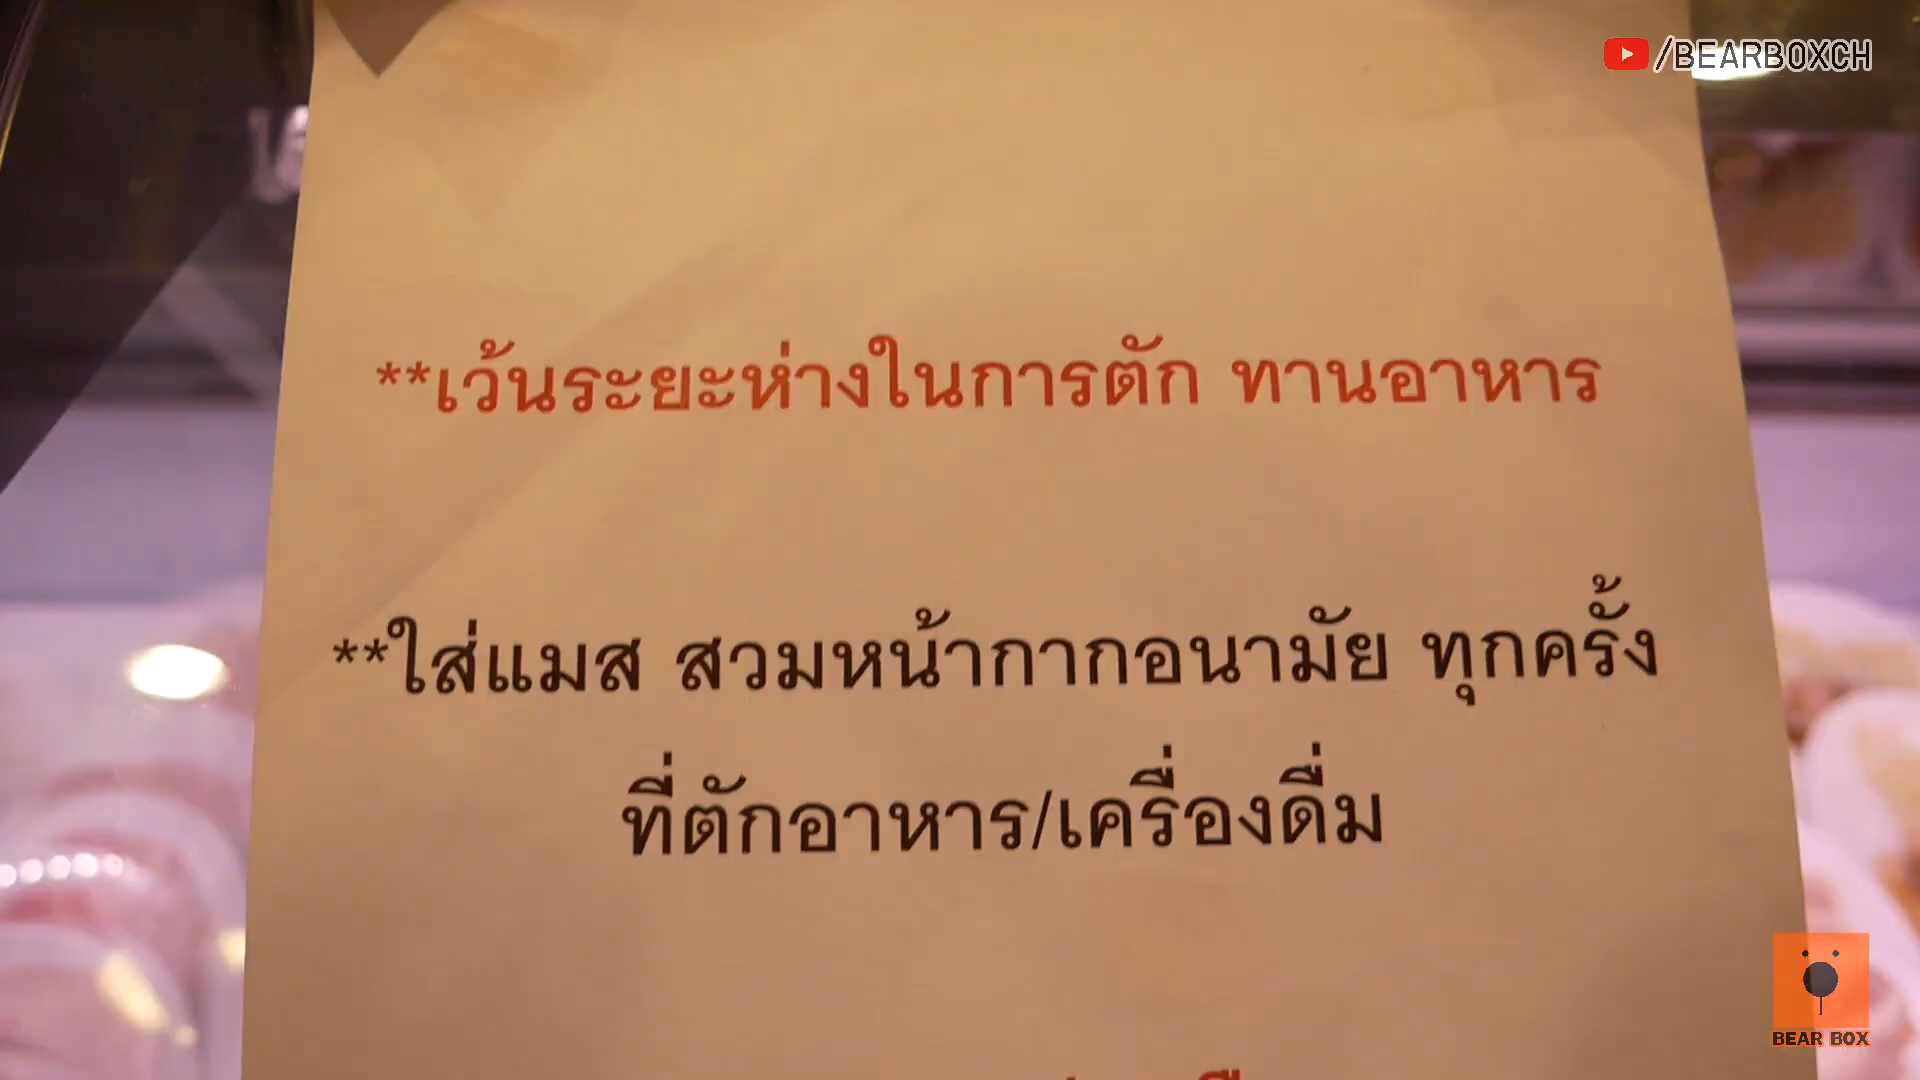 /BEARBOXCH
**เว้นระยะห่างในการตัก ทานอาหาร
**ใส่แมส สวมหน้ากากอนามัย ทุกครั้ง
ที่ตักอาหาร/เครื่องดื่ม
BEAR BOX